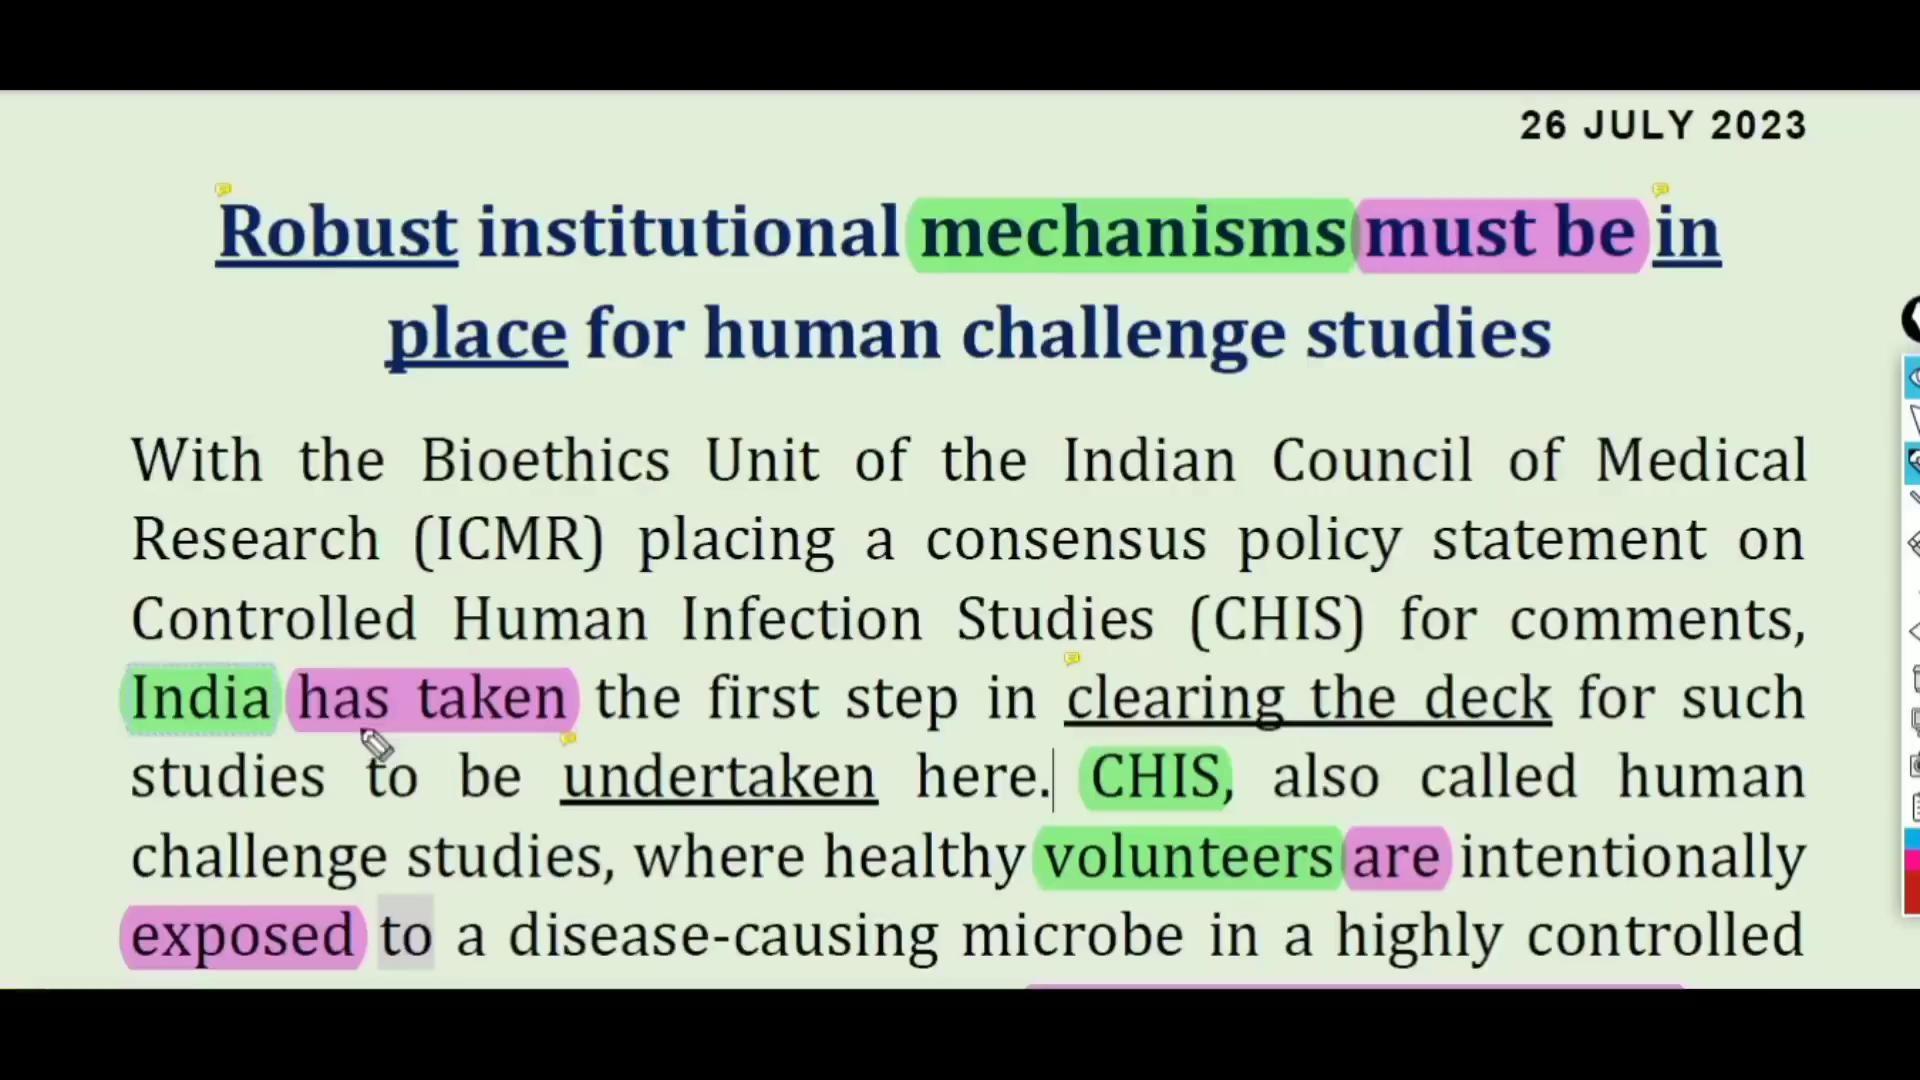 26 JULY 2023
Robust institutional mechanisms must be in
place for human challenge studies
With the Bioethics Unit of the Indian Council of Medical
Research (ICMR) placing a consensus policy statement on
Controlled Human Infection Studies (CHIS) for comments,
India has taken the first step in clearing the deck for such
studies to be undertaken here. CHIS, also called human
challenge studies, where healthy volunteers are intentionally
exposed to a disease-causing microbe in a highly controlled